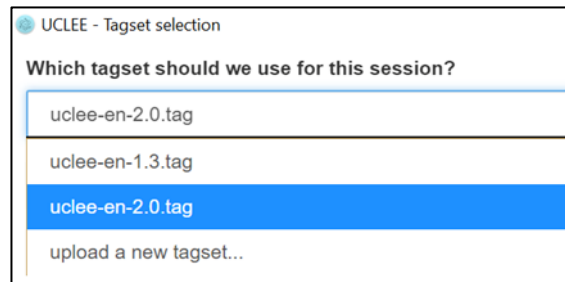 UCLEE - Tagset selection
Which tagset should we use for this session?
uclee-en-2.0.tag
uclee-en-1.3.tag
uclee-en-2.0.tag
upload a new tagset...